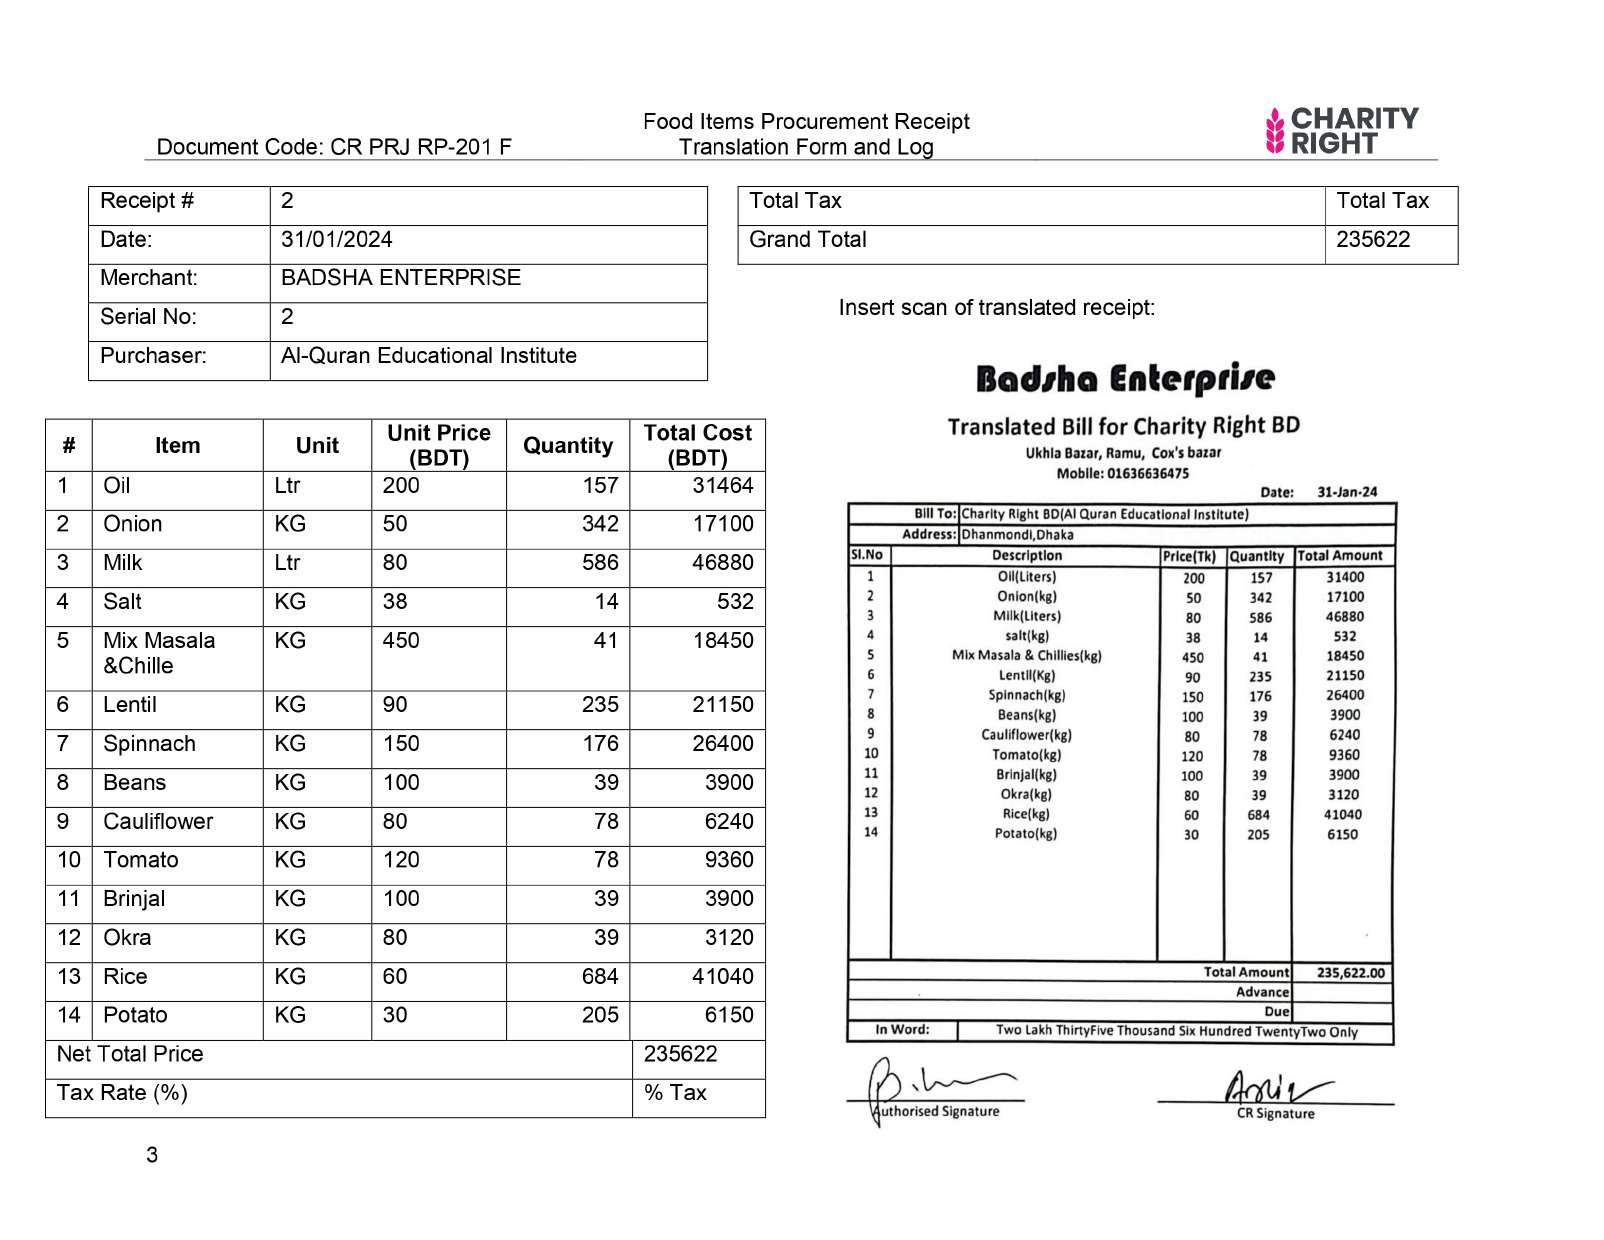 Document Code: CR PRJ RP-201 F
Food Items Procurement Receipt
Translation Form and Log
CHARITY
RIGHT
Receipt # 2
Date: 31/01/2024
Merchant: BADSHA ENTERPRISE
Serial No: 2
Purchaser: Al-Quran Educational Institute
# Item Unit Unit Price (BDT) Quantity Total Cost (BDT)
1 Oil Ltr 200 157 31464
2 Onion KG 50 342 17100
3 Milk Ltr 80 586 46880
4 Salt KG 38 14 532
5 Mix Masala &Chille KG 450 41 18450
6 Lentil KG 90 235 21150
7 Spinnach KG 150 176 26400
8 Beans KG 100 39 3900
9 Cauliflower KG 80 78 6240
10 Tomato KG 120 78 9360
11 Brinjal KG 100 39 3900
12 Okra KG 80 39 3120
13 Rice KG 60 684 41040
14 Potato KG 30 205 6150
Net Total Price 235622
Tax Rate (%) % Tax
3
Total Tax Total Tax
Grand Total 235622
Insert scan of translated receipt:
Badsha Enterprise
Translated Bill for Charity Right BD
Ukhla Bazar, Ramu, Cox's bazar
Mobile: 01636636475
Date: 31-Jan-24
Bill To: Charity Right BD(Al Quran Educational Institute)
Address: Dhanmondi,Dhaka
Sl.No Description Price(Tk) Quantity Total Amount
1 Oil(Liters) 200 157 31400
2 Onion(kg) 50 342 17100
3 Milk(Liters) 80 586 46880
4 salt(kg) 38 14 532
5 Mix Masala & Chillies(kg) 450 41 18450
6 Lentil(Kg) 90 235 21150
7 Spinnach(kg) 150 176 26400
8 Beans(kg) 100 39 3900
9 Cauliflower(kg) 80 78 6240
10 Tomato(kg) 120 78 9360
11 Brinjal(kg) 100 39 3900
12 Okra(kg) 80 39 3120
13 Rice(kg) 60 684 41040
14 Potato(kg) 30 205 6150
Total Amount 235,622.00
Advance
Due
In Word: Two Lakh ThirtyFive Thousand Six Hundred TwentyTwo Only
Authorised Signature
CR Signature